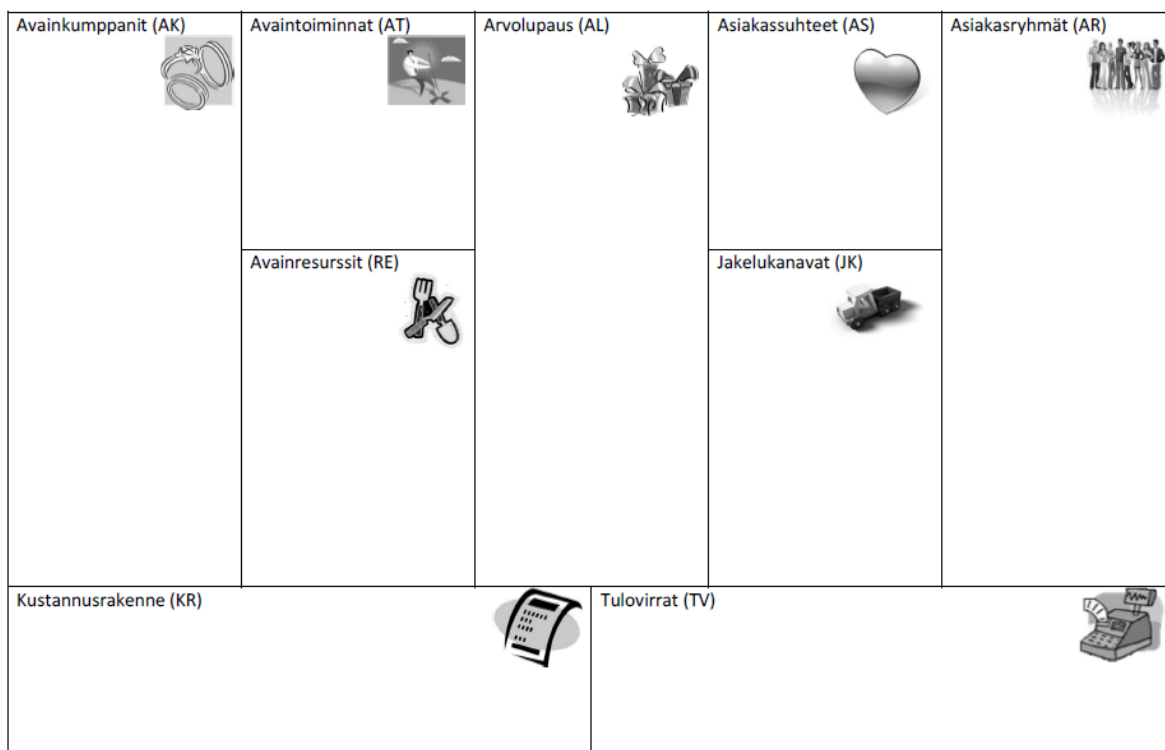 Avainkumppanit (AK)
Avaintoiminnat (AT)
Arvolupaus (AL)
Asiakassuhteet (AS)
Asiakasryhmät (AR)
Avainresurssit (RE)
Jakelukanavat (JK)
Kustannusrakenne (KR)
Tulovirrat (TV)